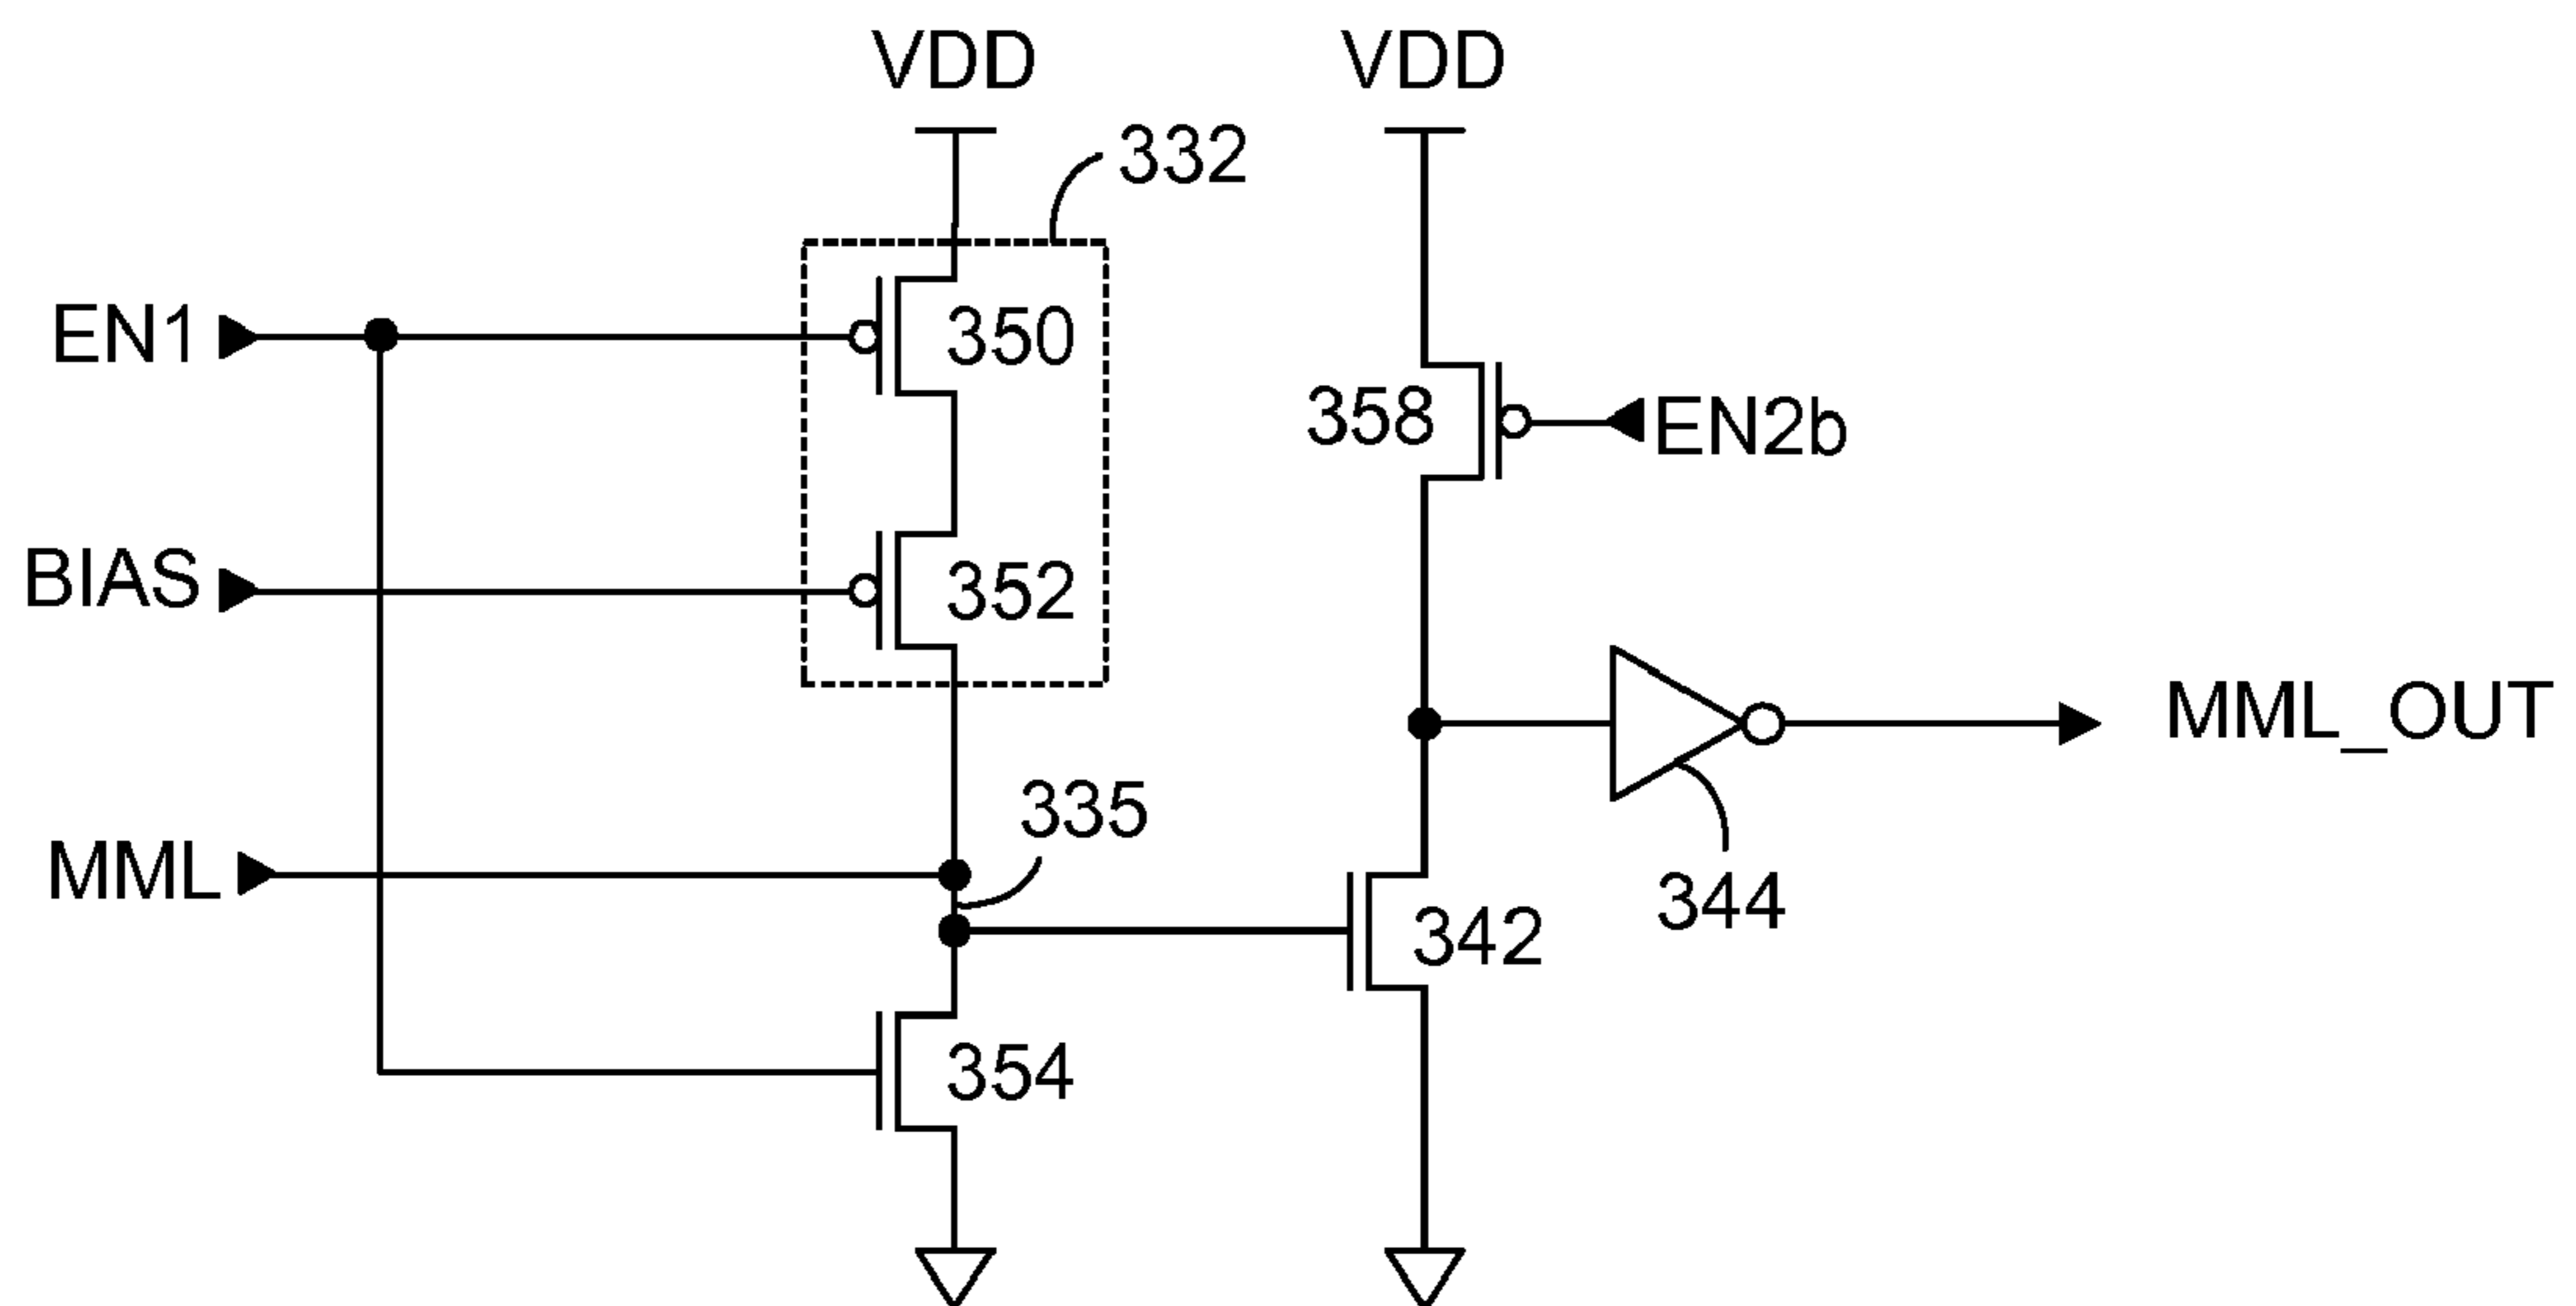 VDD
VDD
332
EN1
350
358
EN2b
BIAS
352
MML_OUT
335
MML
344
342
354